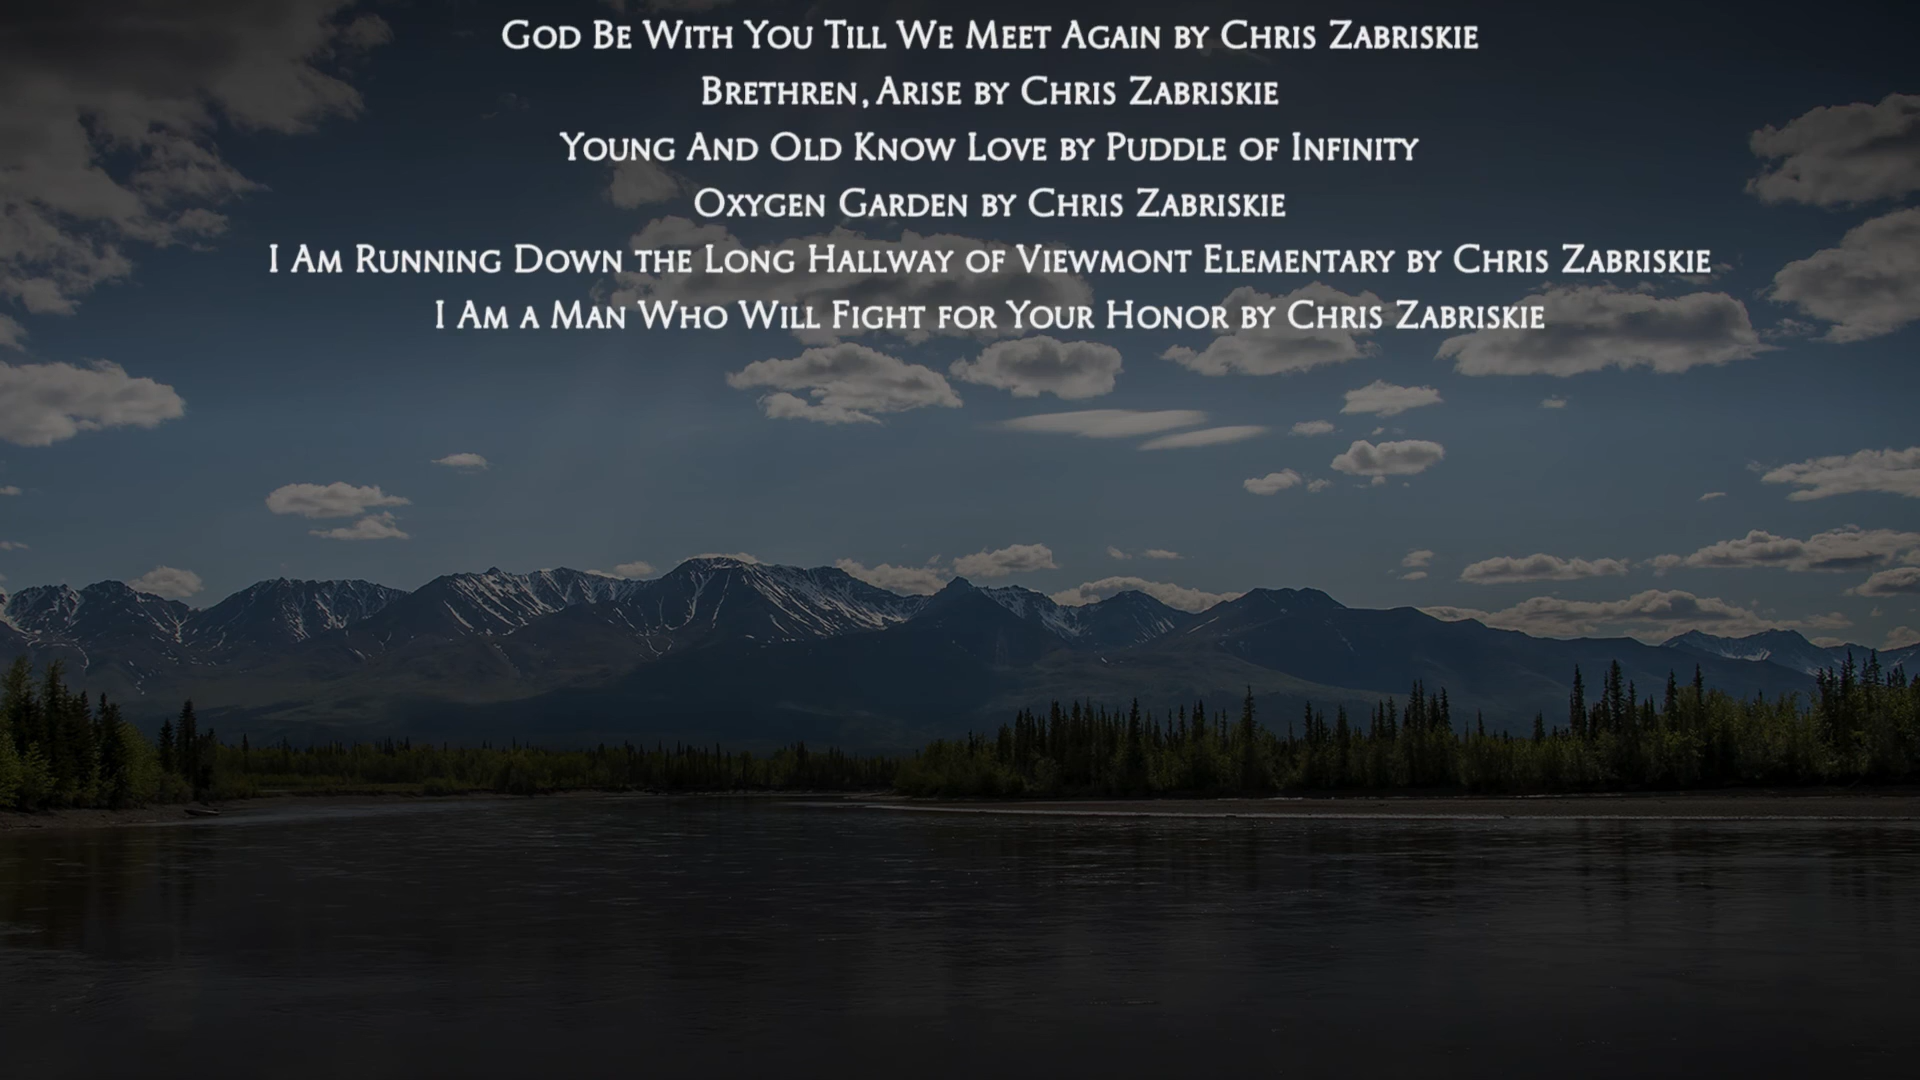 God Be With You Till We Meet Again by Chris Zabriskie
Brethren, Arise by Chris Zabriskie
Young And Old Know Love by Puddle of Infinity
Oxygen Garden by Chris Zabriskie
I Am Running Down the Long Hallway of Viewmont Elementary by Chris Zabriskie
I Am a Man Who Will Fight for Your Honor by Chris Zabriskie